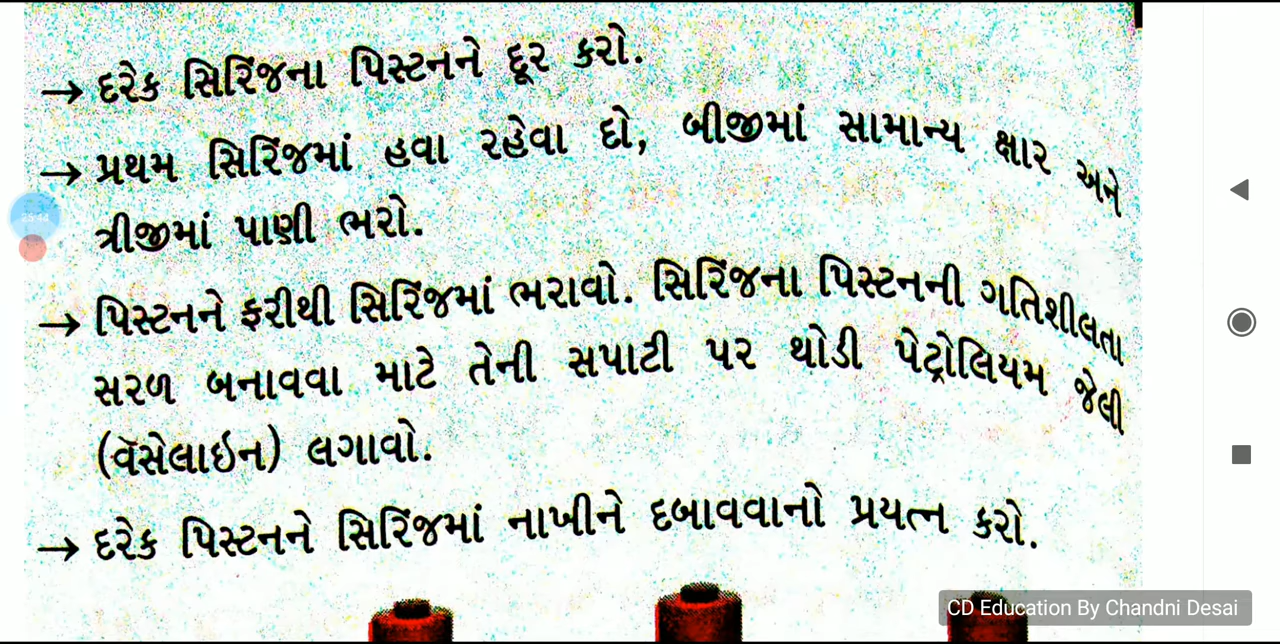 → દરેક સિરિંજના પિસ્ટનને દૂર કરો.
→ પ્રથમ સિરિંજમાં હવા રહેવા દો, બીજીમાં સામાન્ય ક્ષાર અને
ત્રીજીમાં પાણી ભરો.
→ પિસ્ટનને ફરીથી સિરિંજમાં ભરાવો. સિરિંજના પિસ્ટનની ગતિશીલતા
સરળ બનાવવા માટે તેની સપાટી પર થોડી પેટ્રોલિયમ જેલી
(વૅસેલાઇન) લગાવો.
→ દરેક પિસ્ટનને સિરિંજમાં નાખીને દબાવવાનો પ્રયત્ન કરો.
25:44
CD Education By Chandni Desai